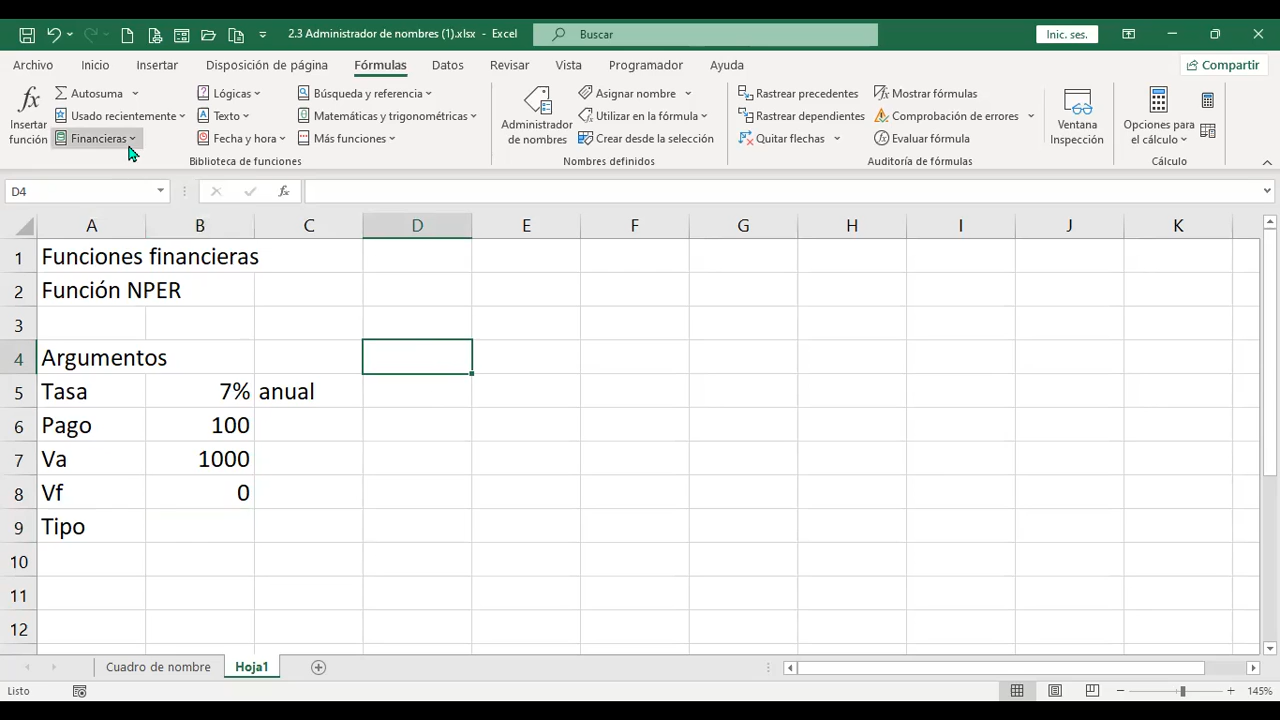 2.3 Administrador de nombres (1).xlsx - Excel
Buscar
Inic. ses.
Archivo Inicio Insertar Disposición de página Fórmulas Datos Revisar Vista Programador Ayuda
Compartir
Insertar función
Autosuma
Usado recientemente
Financieras
Lógicas
Texto
Fecha y hora
Búsqueda y referencia
Matemáticas y trigonométricas
Más funciones
Biblioteca de funciones
Administrador de nombres
Asignar nombre
Utilizar en la fórmula
Crear desde la selección
Nombres definidos
Rastrear precedentes
Rastrear dependientes
Quitar flechas
Mostrar fórmulas
Comprobación de errores
Evaluar fórmula
Auditoría de fórmulas
Ventana Inspección
Opciones para el cálculo
Cálculo
D4
fx
A B C D E F G H I J K
1 Funciones financieras
2 Función NPER
3
4 Argumentos
5 Tasa 7% anual
6 Pago 100
7 Va 1000
8 Vf 0
9 Tipo
10
11
12
Cuadro de nombre Hoja1
Listo
145%